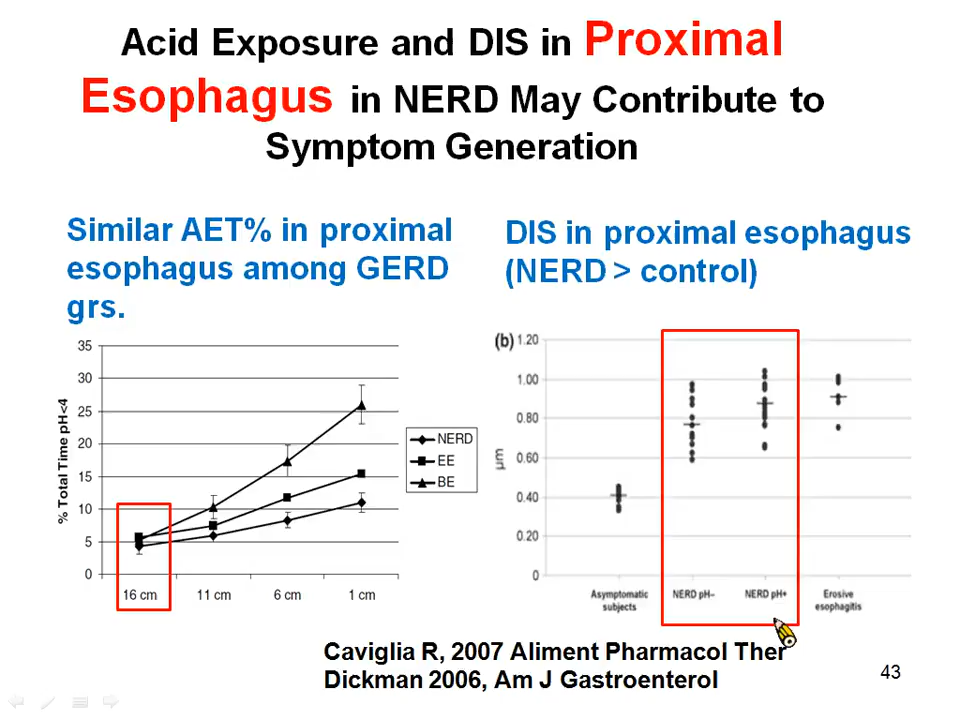 Acid Exposure and DIS in Proximal
Esophagus in NERD May Contribute to
Symptom Generation
Similar AET% in proximal
esophagus among GERD
grs.
35
30
25
20
15
10
5
0
% Total Time pH<4
16 cm 11 cm 6 cm 1 cm
NERD
EE
BE
DIS in proximal esophagus
(NERD > control)
(b)
1.20
1.00
0.80
0.60
0.40
0.20
0
µm
Asymptomatic
subjects
NERD pH–
NERD pH+
Erosive
esophagitis
Caviglia R, 2007 Aliment Pharmacol Ther
Dickman 2006, Am J Gastroenterol
43